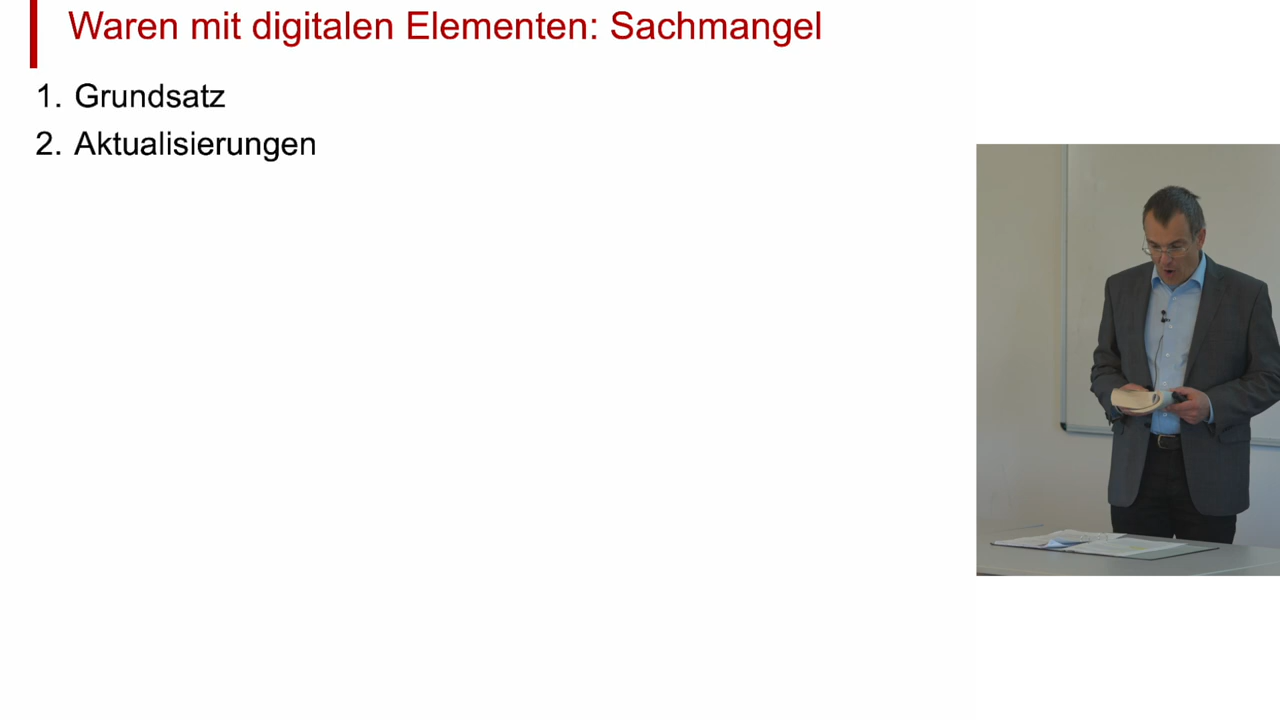 Waren mit digitalen Elementen: Sachmangel
1. Grundsatz
2. Aktualisierungen